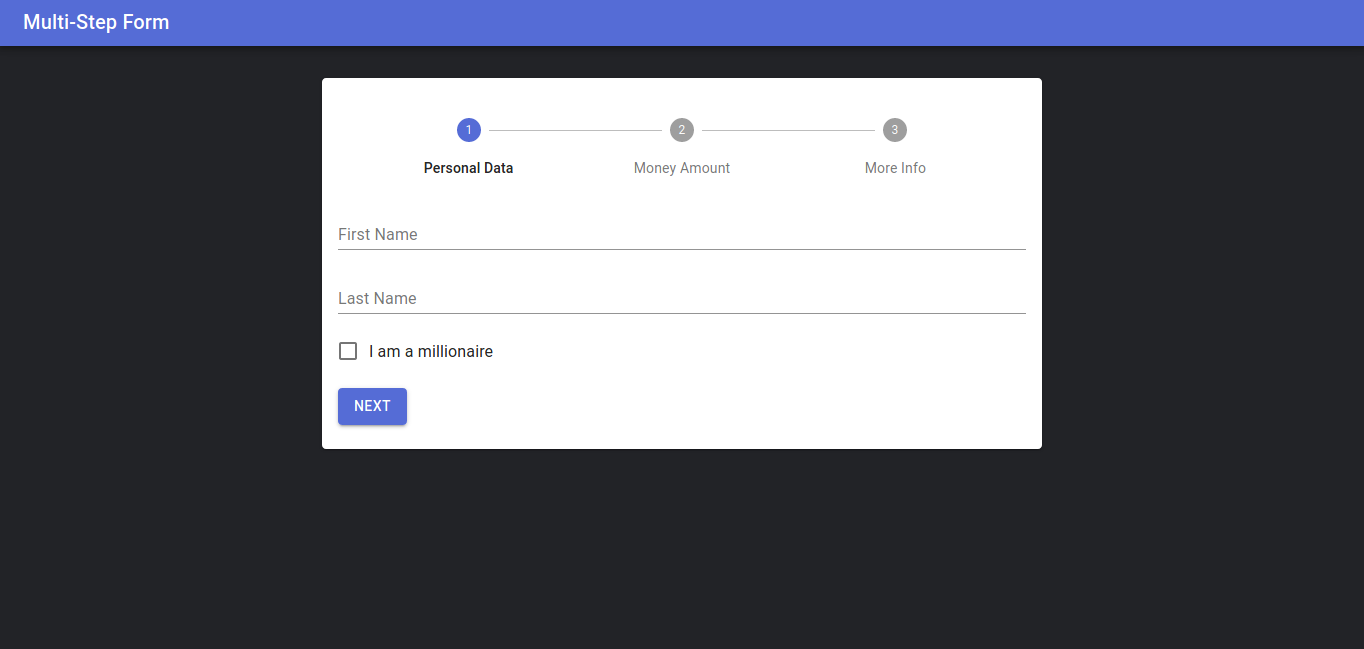 Multi-Step Form
1 2 3
Personal Data Money Amount More Info
First Name
Last Name
I am a millionaire
NEXT